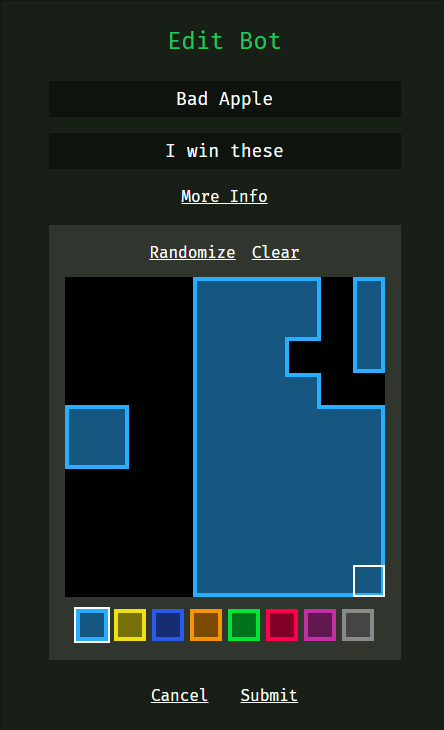 Edit Bot
Bad Apple
I win these
More Info
Randomize Clear
Cancel Submit